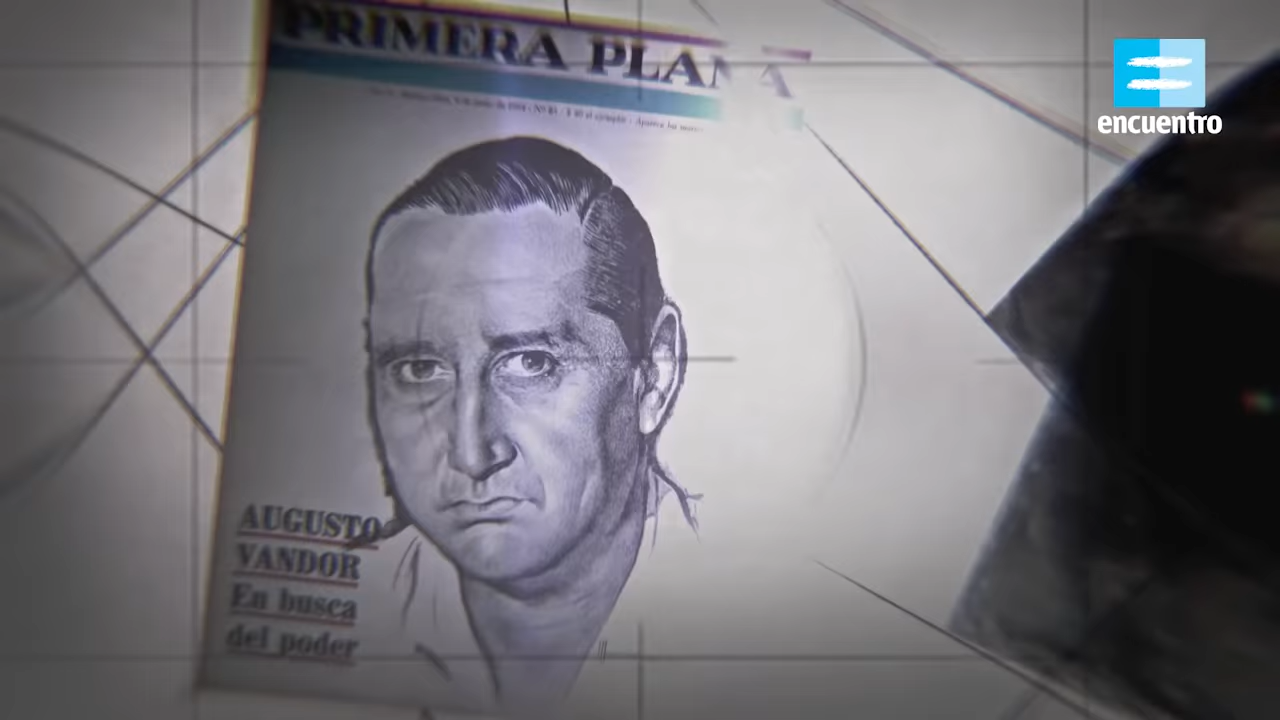 PRIMERA PLANA
encuentro
AUGUSTO
VANDOR
En busca
del poder